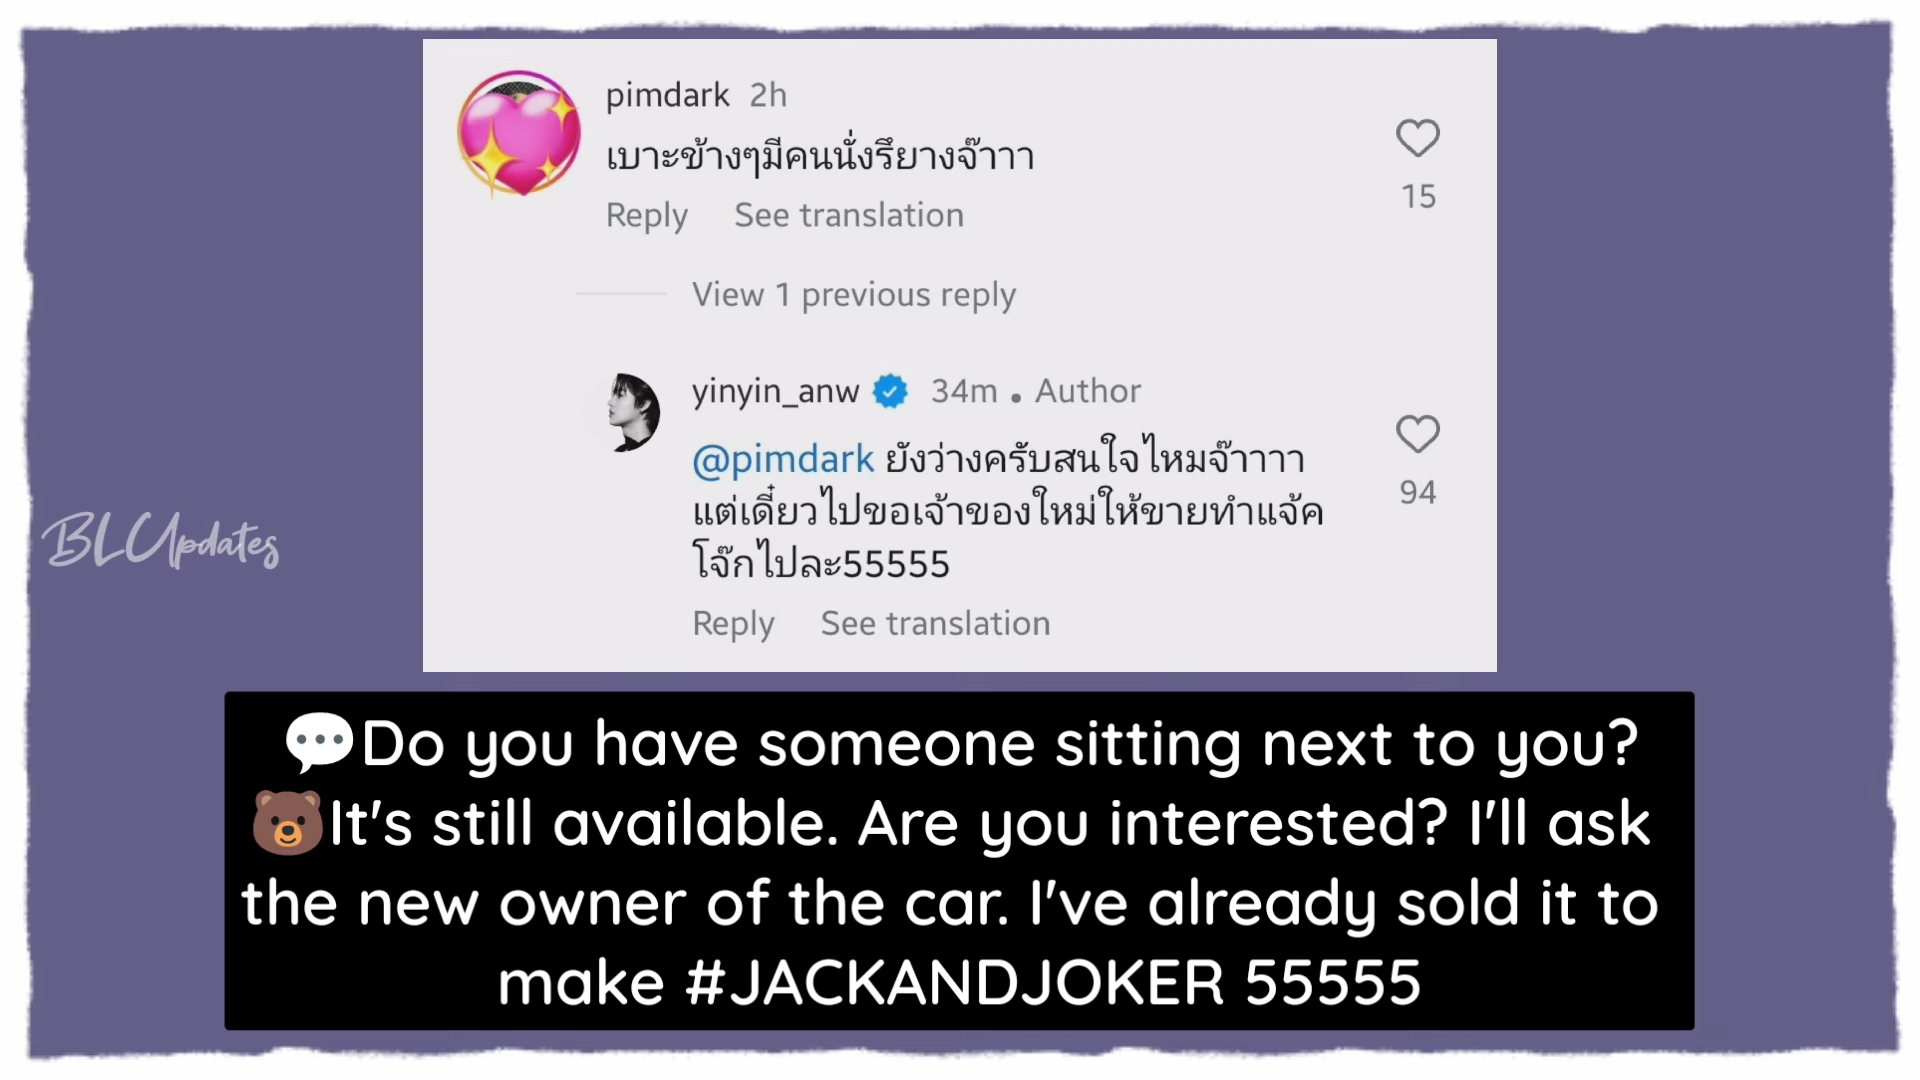 pimdark 2h
เบาะข้างๆมีคนนั่งรึยางจ๊าาา
15
Reply See translation
View 1 previous reply
yinyin_anw 34m . Author
@pimdark ยังว่างครับสนใจไหมจ๊าาาา
แต่เดี๋ยวไปขอเจ้าของใหม่ให้ขายทำแจ้ค
โจ๊กไปละ55555
94
Reply See translation
BLUpdates
💬Do you have someone sitting next to you?
🐻It's still available. Are you interested? I'll ask
the new owner of the car. I've already sold it to
make #JACKANDJOKER 55555